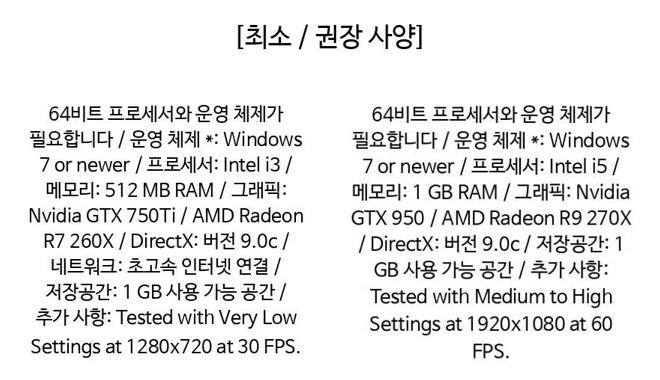 [최소 / 권장 사양]
64비트 프로세서와 운영 체제가
필요합니다 / 운영 체제 *: Windows
7 or newer / 프로세서: Intel i3 /
메모리: 512 MB RAM / 그래픽:
Nvidia GTX 750Ti / AMD Radeon
R7 260X / DirectX: 버전 9.0c /
네트워크: 초고속 인터넷 연결 /
저장공간: 1 GB 사용 가능 공간 /
추가 사항: Tested with Very Low
Settings at 1280x720 at 30 FPS.
64비트 프로세서와 운영 체제가
필요합니다 / 운영 체제 *: Windows
7 or newer / 프로세서: Intel i5 /
메모리: 1 GB RAM / 그래픽: Nvidia
GTX 950 / AMD Radeon R9 270X
/ DirectX: 버전 9.0c / 저장공간: 1
GB 사용 가능 공간 / 추가 사항:
Tested with Medium to High
Settings at 1920x1080 at 60
FPS.